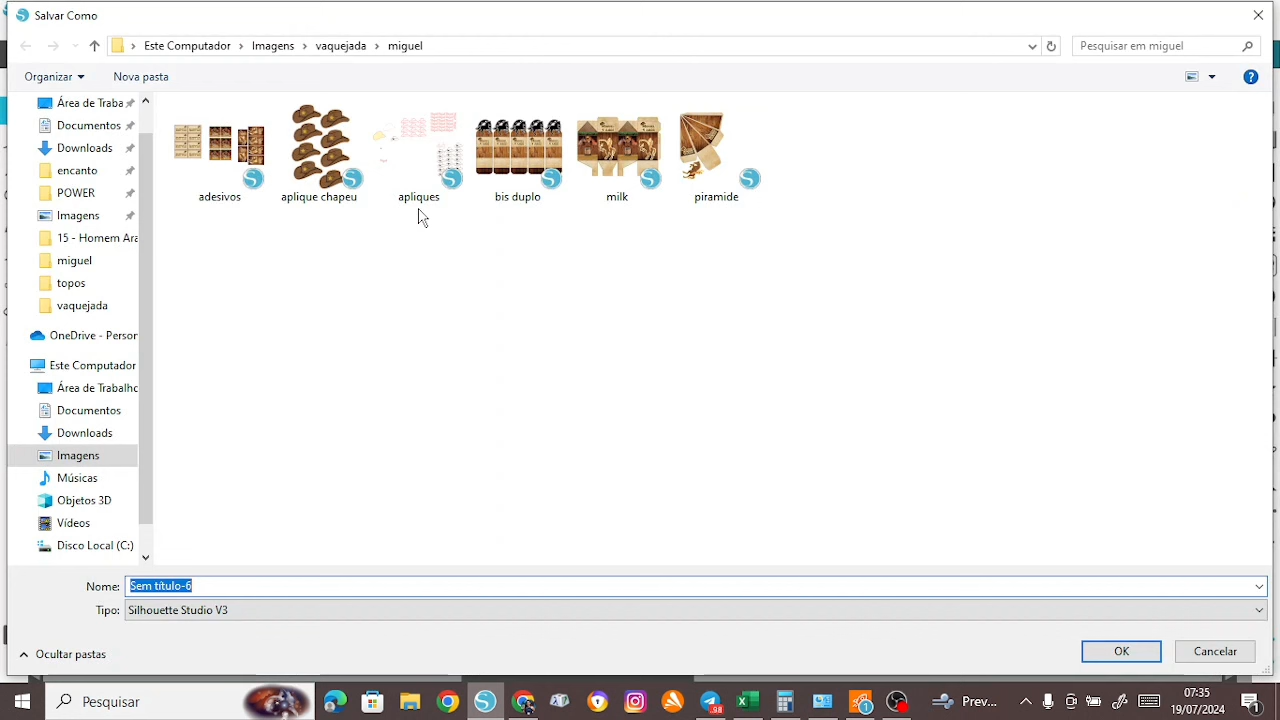 Salvar Como
Este Computador > Imagens > vaquejada > miguel
Pesquisar em miguel
Organizar
Nova pasta
Área de Traba
Documentos
Downloads
encanto
POWER
Imagens
15 - Homem Ara
miguel
topos
vaquejada
OneDrive - Person
Este Computador
Área de Trabalho
Documentos
Downloads
Imagens
Músicas
Objetos 3D
Vídeos
Disco Local (C:)
adesivos
aplique chapeu
apliques
bis duplo
milk
piramide
Nome: Sem título-6
Tipo: Silhouette Studio V3
Ocultar pastas
OK
Cancelar
Pesquisar
Prev...
07:35
19/07/2024